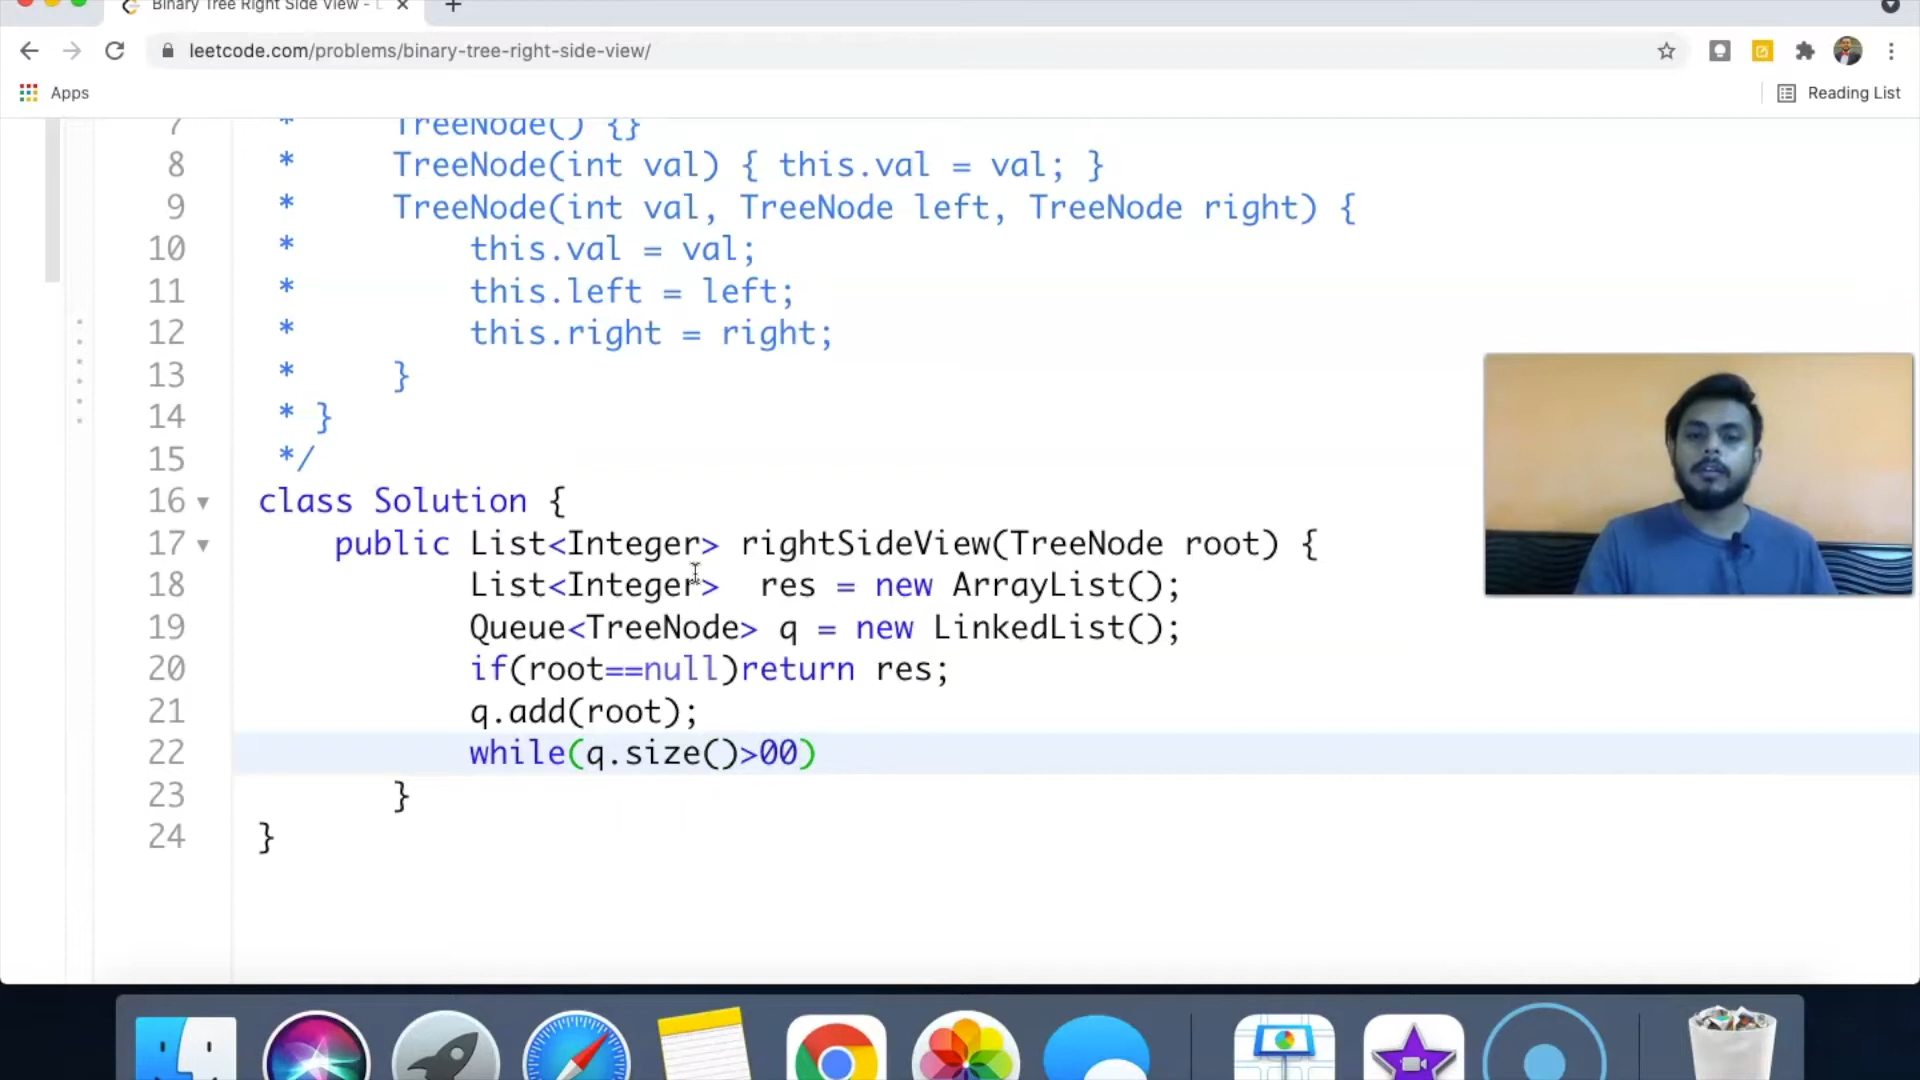 Binary Tree Right Side View -
leetcode.com/problems/binary-tree-right-side-view/
Apps
Reading List
7 * TreeNode() {}
8 * TreeNode(int val) { this.val = val; }
9 * TreeNode(int val, TreeNode left, TreeNode right) {
10 * this.val = val;
11 * this.left = left;
12 * this.right = right;
13 * }
14 * }
15 */
16 class Solution {
17 public List<Integer> rightSideView(TreeNode root) {
18 List<Integer> res = new ArrayList();
19 Queue<TreeNode> q = new LinkedList();
20 if(root==null)return res;
21 q.add(root);
22 while(q.size()>00)
23 }
24 }